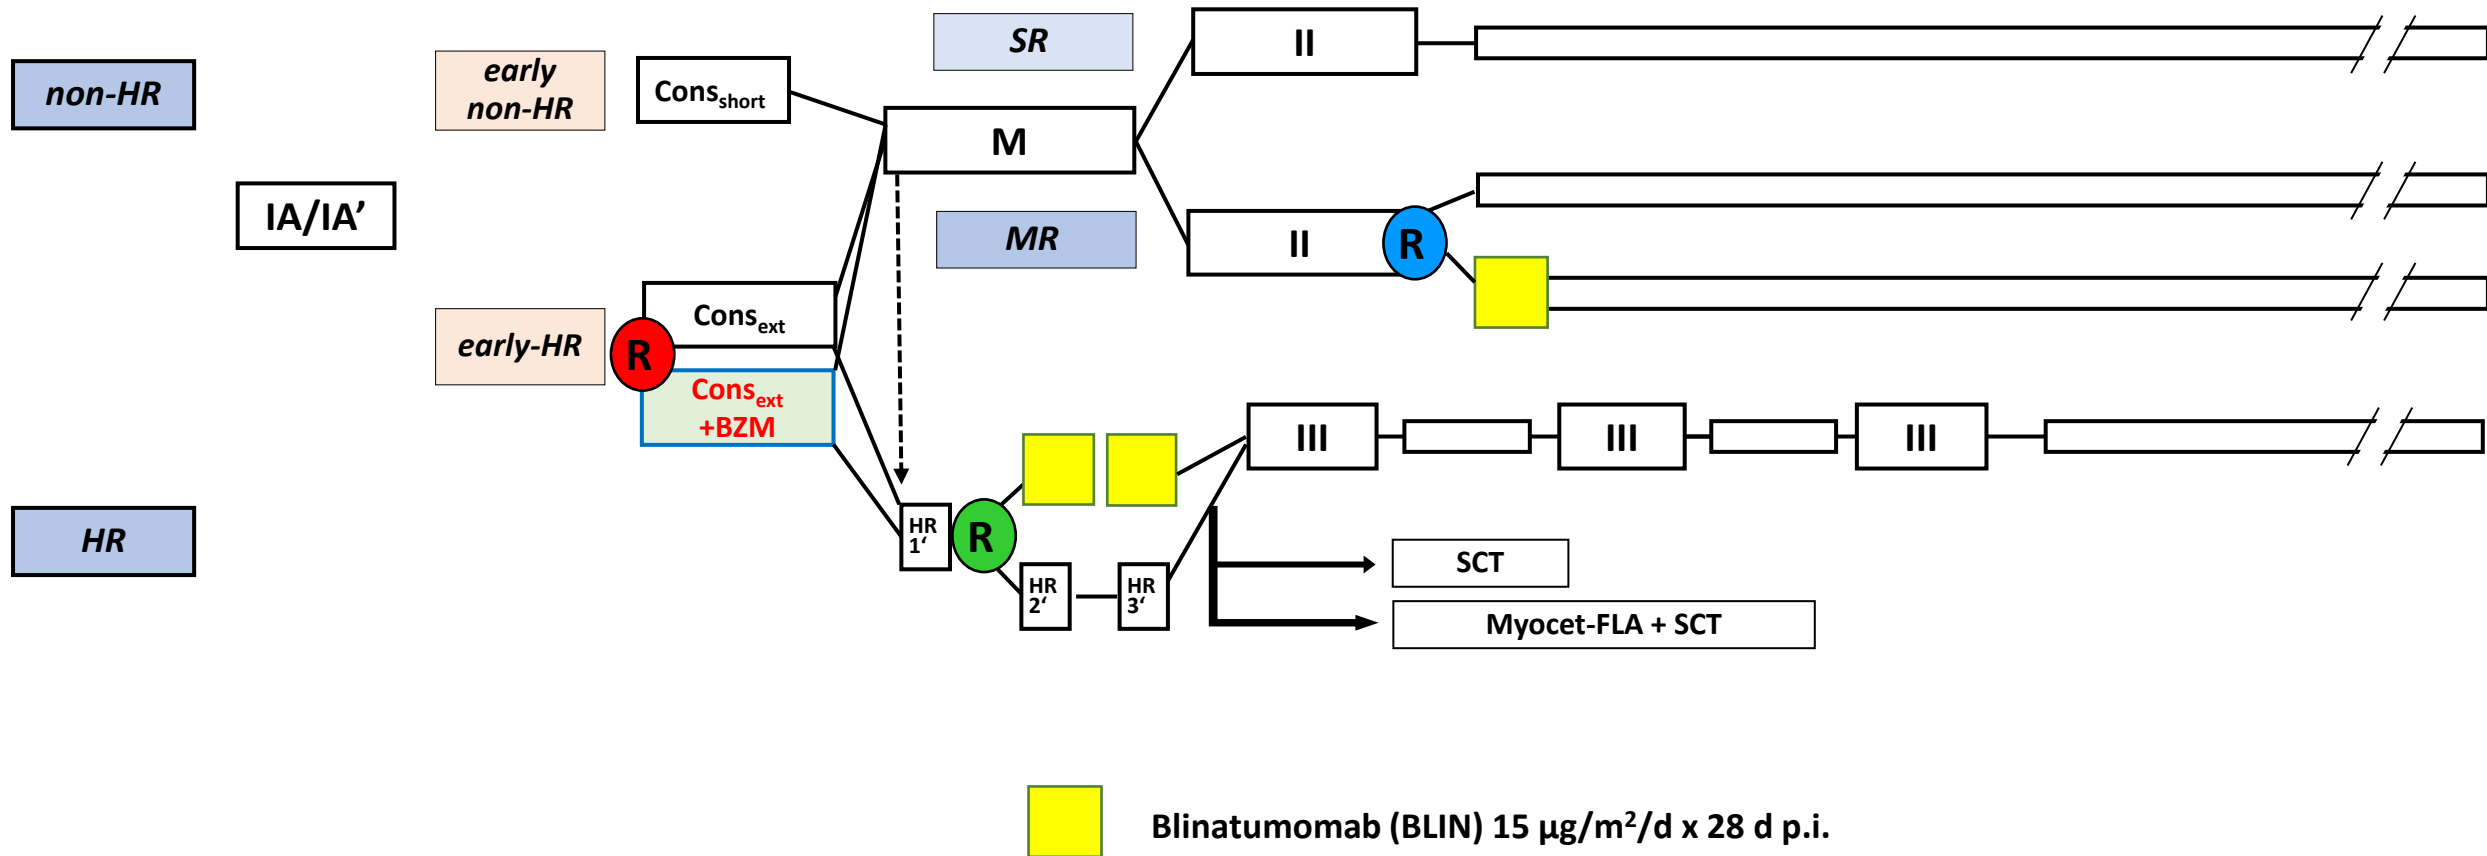 non-HR
early
non-HR
Cons_short
SR
II
M
IA/IA’
MR
II
R
Cons_ext
early-HR
R
Cons_ext
+BZM
III
III
III
HR
HR
1‘
R
HR
2‘
HR
3‘
SCT
Myocet-FLA + SCT
Blinatumomab (BLIN) 15 µg/m²/d x 28 d p.i.